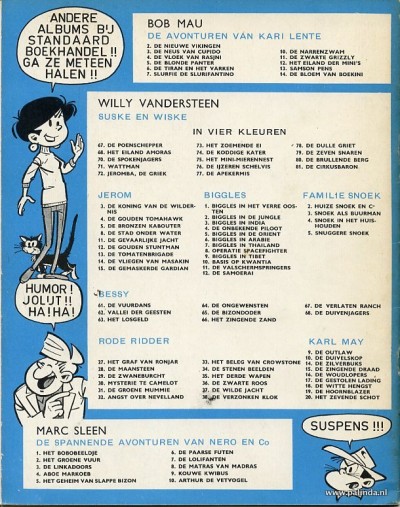 ANDERE
ALBUMS BIJ
STANDAARD
BOEKHANDEL!!
GA ZE METEEN
HALEN!!
BOB MAU
DE AVONTUREN VAN KARI LENTE
2. DE NIEUWE VIKINGEN
3. DE NEUS VAN CUPIDO
4. DE VLOEK VAN RASJNI
5. DE BLONDE PANTER
6. DE TIRAN EN HET VARKEN
7. SLURFIE DE SLURIFANTINO
10. DE NARRENZWAM
11. DE ZWARTE GRIZZLY
12. HET EILAND DER MINI'S
13. SAMSON PENS
14. DE BLOEM VAN BOEKINI
WILLY VANDERSTEEN
SUSKE EN WISKE
IN VIER KLEUREN
67. DE POENSCHEPPER
68. HET EILAND AMORAS
70. DE SPOKENJAGERS
71. WATTMAN
72. JEROMBA, DE GRIEK
73. HET ZOEMENDE EI
74. DE KODDIGE KATER
75. HET MINI-MIERENNEST
76. DE IJZEREN SCHELVIS
77. DE APEKERMIS
78. DE DULLE GRIET
79. DE ZEVEN SNAREN
80. DE BRULLENDE BERG
81. DE CIRKUSBARON
JEROM
3. DE KONING VAN DE WILDER-
NIS
4. DE GOUDEN TOMAHAWK
5. DE BRONZEN KABOUTER
6. DE STAD ONDER WATER
11. DE GEVAARLIJKE JACHT
12. DE GOUDEN STUNTMAN
13. DE TOMATENBRIGADE
14. DE VLIEGEN VAN MASAKIN
15. DE GEMASKERDE GARDIAN
BIGGLES
1. BIGGLES IN HET VERRE OOS-
TEN
2. BIGGLES IN DE JUNGLE
3. BIGGLES IN INDIA
4. DE ONBEKENDE PILOOT
5. BIGGLES IN DE ORIENT
6. BIGGLES IN ARABIE
7. BIGGLES IN THAILAND
8. OPERATIE SPACEFIGHTER
9. BIGGLES IN TIBET
10. BASIS OP KWANTIA
11. DE VALSCHERMSPRINGERS
12. DE SAMOERAI
FAMILIE SNOEK
2. HUIZE SNOEK EN C°
3. SNOEK ALS BUURMAN
4. SNOEK IN HET HUIS-
HOUDEN
5. SNUGGERE SNOEK
BESSY
61. DE VUURDANS
62. VALLEI DER GEESTEN
63. HET LOSGELD
64. DE ONGEWENSTEN
65. DE BIZONDODER
66. HET ZINGENDE ZAND
67. DE VERLATEN RANCH
68. DE DUIVENJAGERS
RODE RIDDER
27. HET GRAF VAN RONJAR
28. DE MAANSTEEN
29. DE ZWANEBURCHT
30. MYSTERIE TE CAMELOT
31. DE GROENE MUMMIE
32. ANGST OVER NEVELLAND
33. HET BELEG VAN CROWSTONE
34. DE STENEN BEELDEN
35. HET DERDE WAPEN
36. DE ZWARTE ROOS
37. DE WILDE JACHT
38. DE VERZONKEN KLOK
KARL MAY
9. DE OUTLAW
10. DE DUIVELSKOP
12. DE ZILVERBUKS
15. DE ZINGENDE DRAAD
16. DE WOUDLOPERS
17. DE GESTOLEN LADING
18. DE WITTE HENGST
19. DE HOORNBLAZER
20. HET ZEVENDE SCHOT
HUMOR!
JOLIJT!!
HA!HA!
MARC SLEEN
DE SPANNENDE AVONTUREN VAN NERO EN Co
1. HET BOBOBEELDJE
2. HET GROENE VUUR
3. DE LINKADOORS
4. ABOE MARKOEB
5. HET GEHEIM VAN SLAPPE BIZON
6. DE PAARSE FUTEN
7. DE LOLIFANTEN
8. DE MATRAS VAN MADRAS
9. KOUWE KWIBUS
10. ARTHUR DE VETVOGEL
SUSPENS!!!
www.palinda.nl